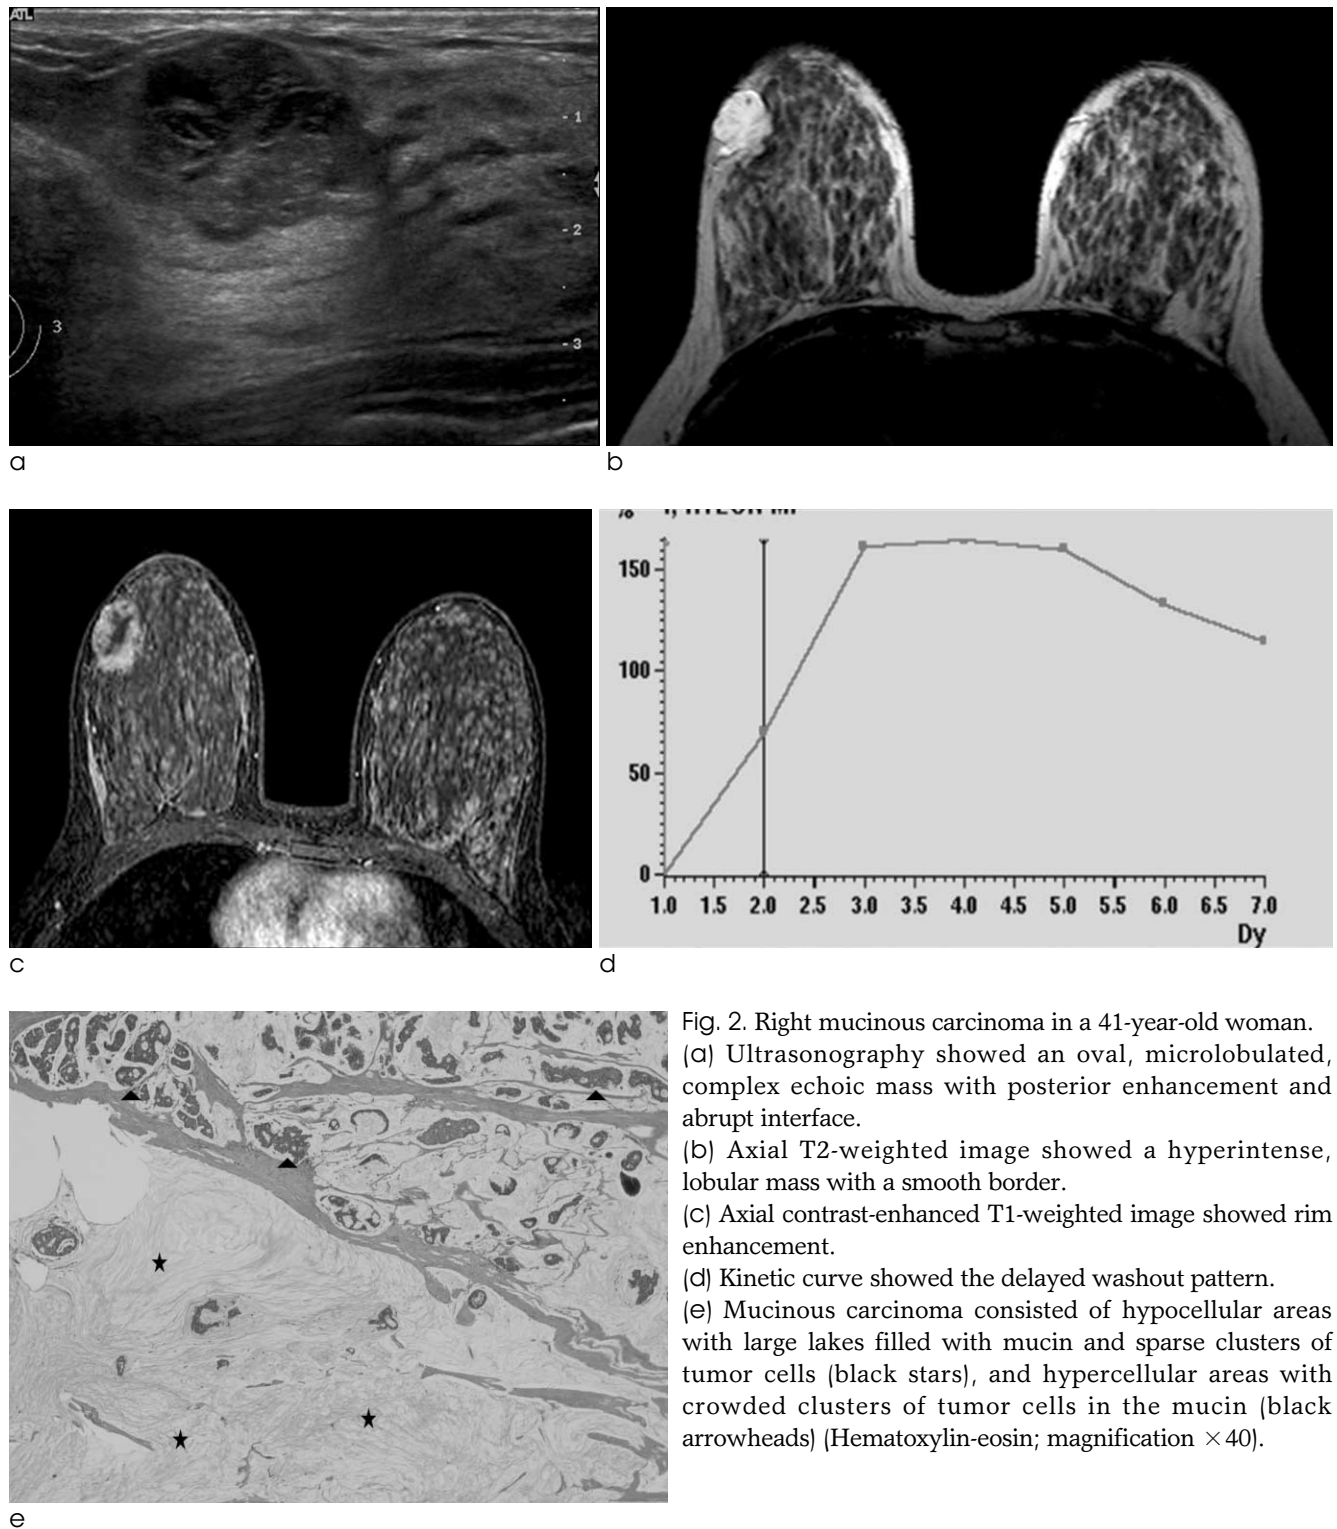 ATL
- 1
- 2
3
- 3
a
b
150
100
50
0
1.0 1.5 2.0 2.5 3.0 3.5 4.0 4.5 5.0 5.5 6.0 6.5 7.0
Dy
c
d
Fig. 2. Right mucinous carcinoma in a 41-year-old woman.
(a) Ultrasonography showed an oval, microlobulated,
complex echoic mass with posterior enhancement and
abrupt interface.
(b) Axial T2-weighted image showed a hyperintense,
lobular mass with a smooth border.
(c) Axial contrast-enhanced T1-weighted image showed rim
enhancement.
(d) Kinetic curve showed the delayed washout pattern.
(e) Mucinous carcinoma consisted of hypocellular areas
with large lakes filled with mucin and sparse clusters of
tumor cells (black stars), and hypercellular areas with
crowded clusters of tumor cells in the mucin (black
arrowheads) (Hematoxylin-eosin; magnification ×40).
e